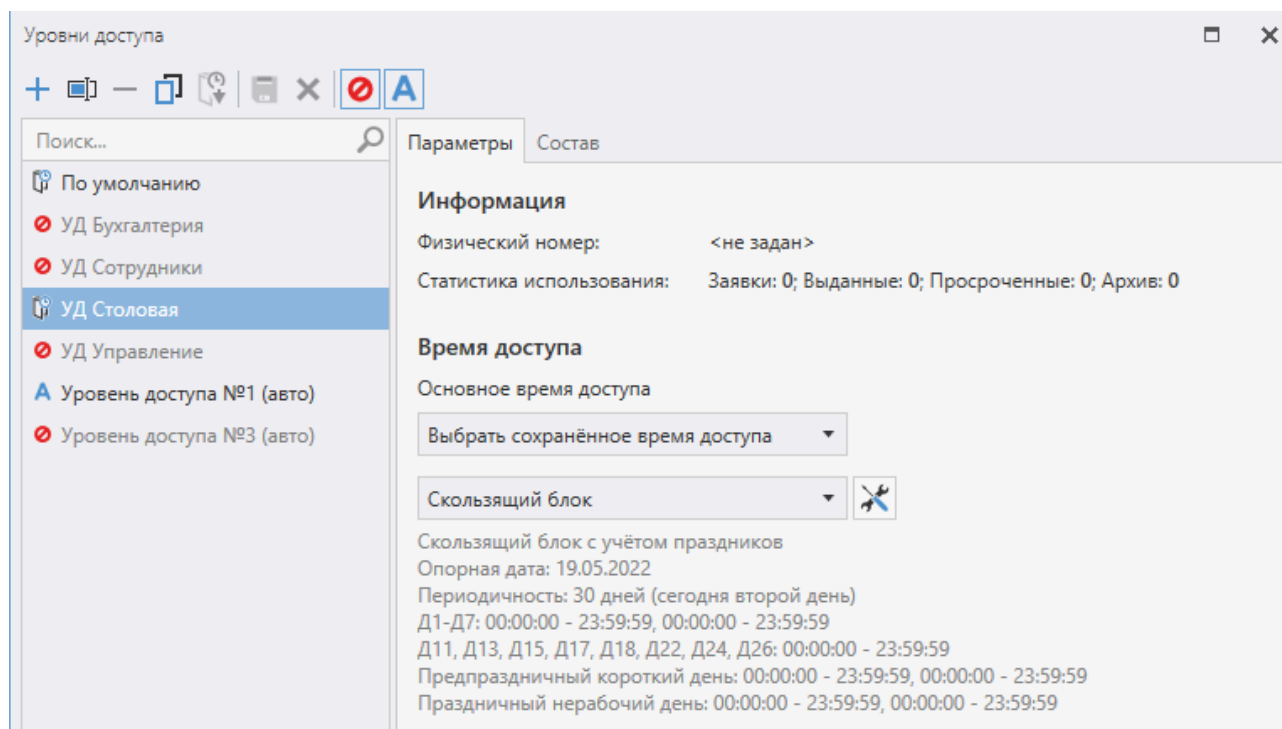 Уровни доступа
Поиск...
По умолчанию
УД Бухгалтерия
УД Сотрудники
УД Столовая
УД Управление
А Уровень доступа №1 (авто)
Уровень доступа №3 (авто)
Параметры Состав
Информация
Физический номер: <не задан>
Статистика использования: Заявки: 0; Выданные: 0; Просроченные: 0; Архив: 0
Время доступа
Основное время доступа
Выбрать сохранённое время доступа
Скользящий блок
Скользящий блок с учётом праздников
Опорная дата: 19.05.2022
Периодичность: 30 дней (сегодня второй день)
Д1-Д7: 00:00:00 - 23:59:59, 00:00:00 - 23:59:59
Д11, Д13, Д15, Д17, Д18, Д22, Д24, Д26: 00:00:00 - 23:59:59
Предпраздничный короткий день: 00:00:00 - 23:59:59, 00:00:00 - 23:59:59
Праздничный нерабочий день: 00:00:00 - 23:59:59, 00:00:00 - 23:59:59